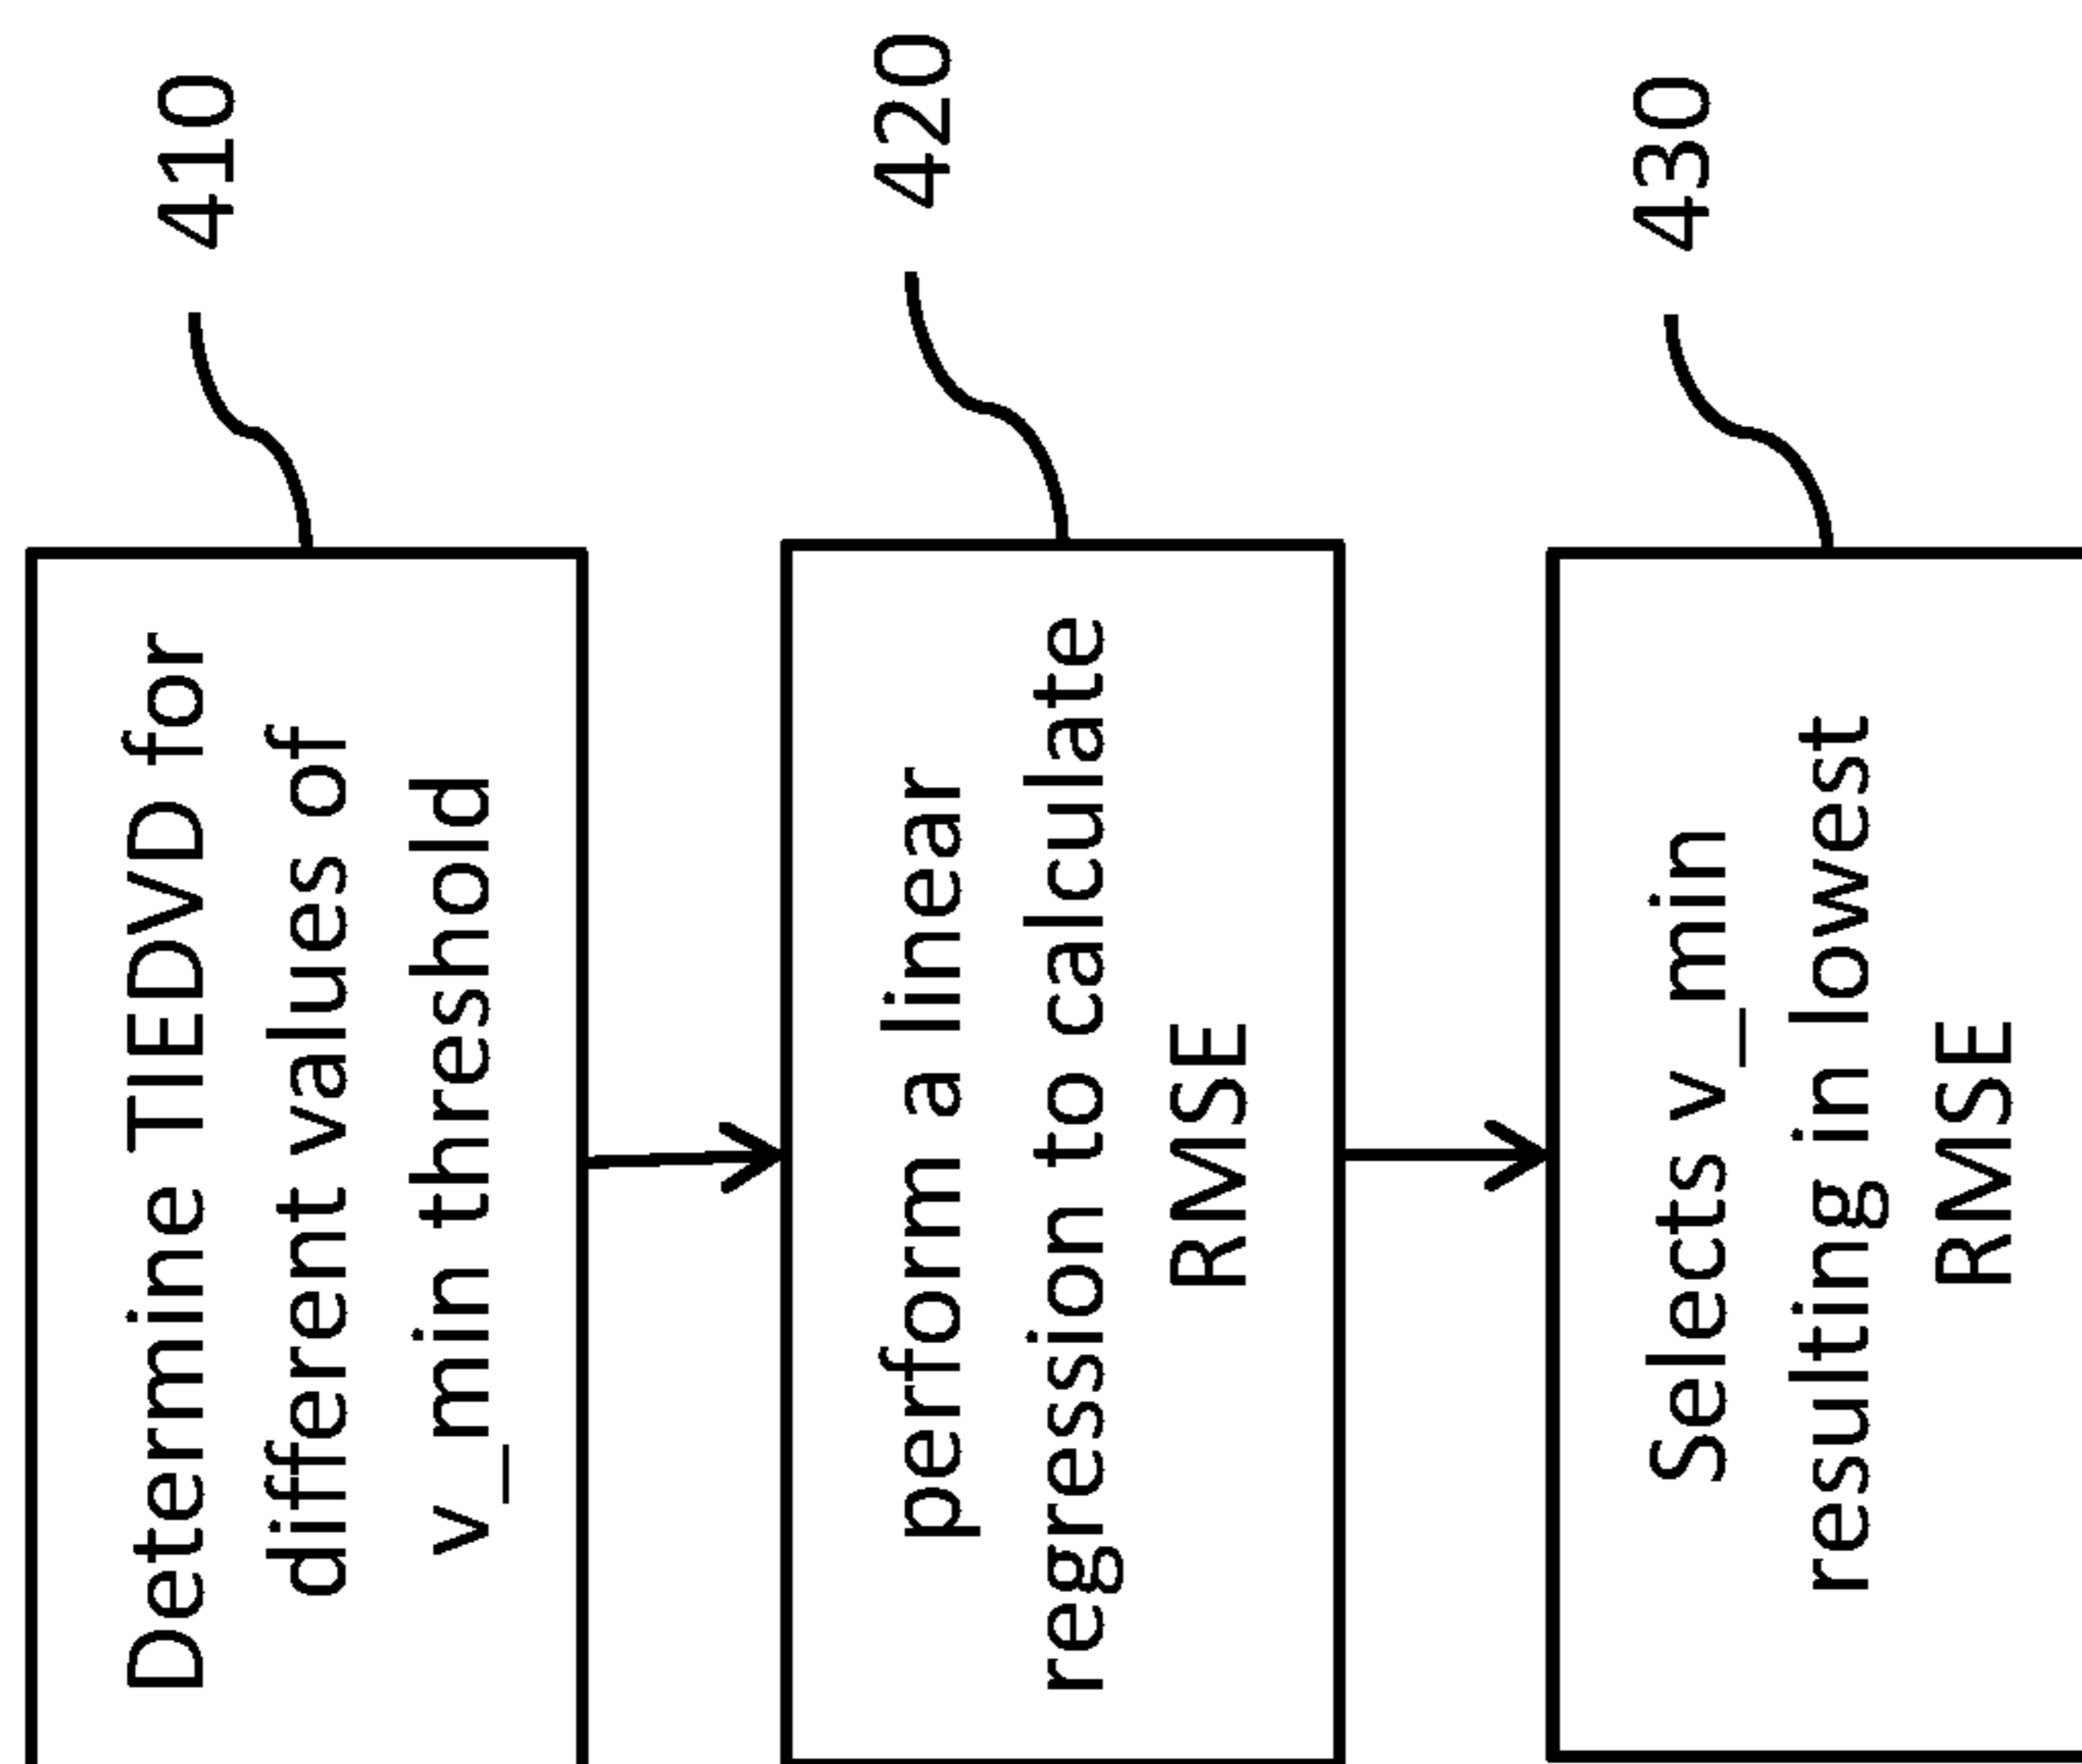 Determine TIEDVD for
different values of
v_min threshold
410
perform a linear
regression to calculate
RMSE
420
Selects v_min
resulting in lowest
RMSE
430